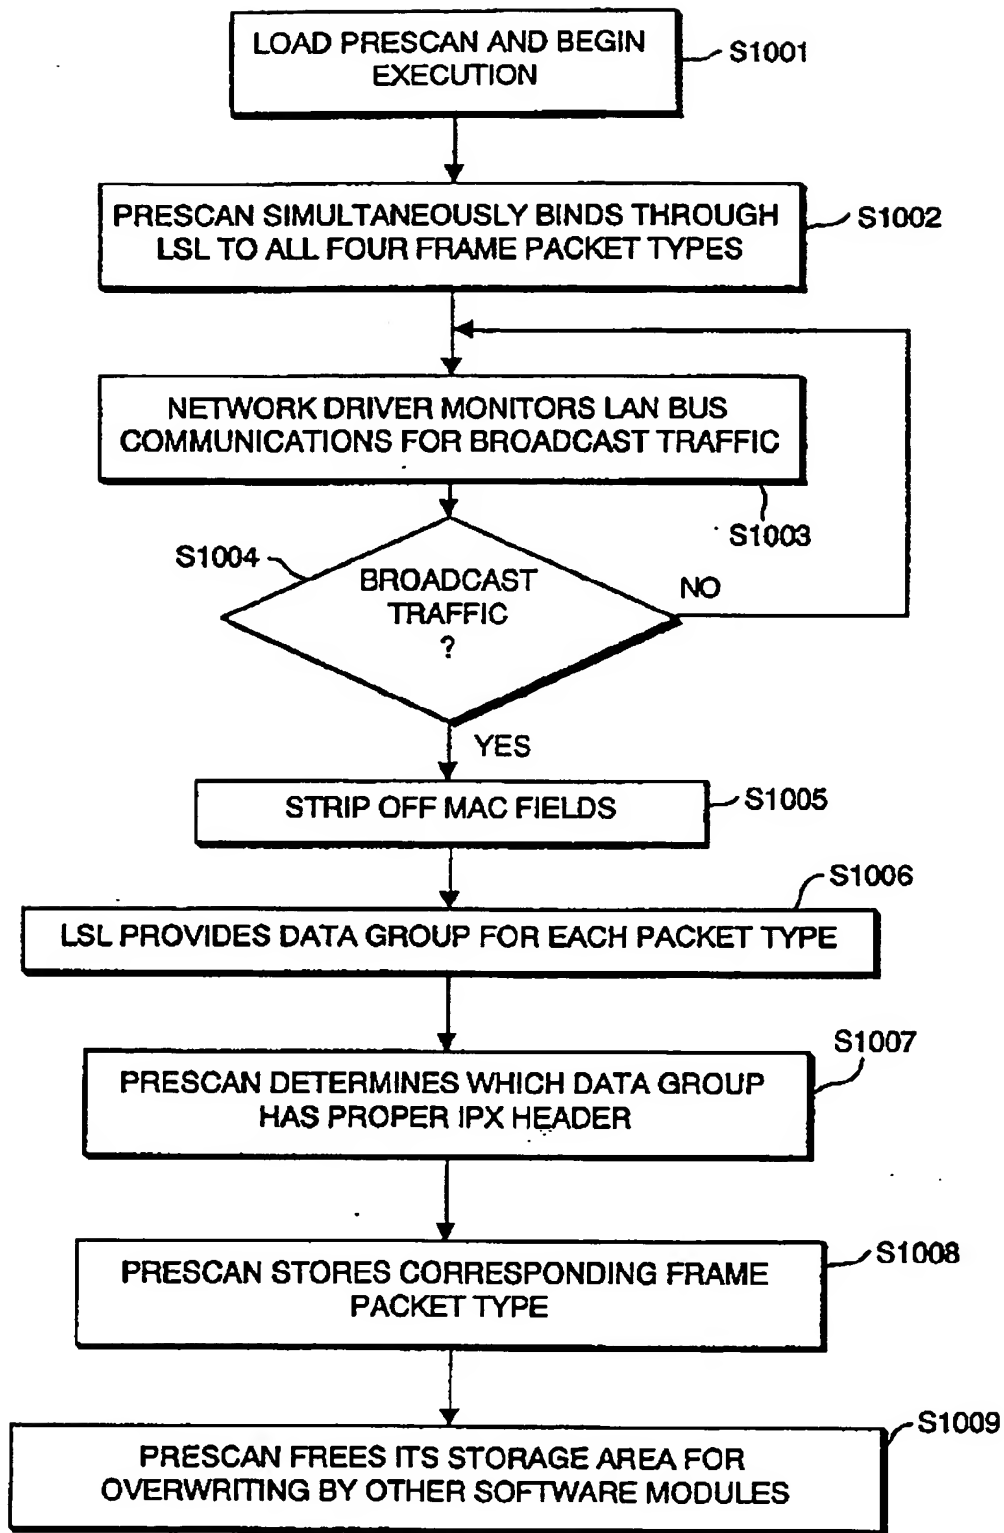 LOAD PRESCAN AND BEGIN
EXECUTION
S1001
PRESCAN SIMULTANEOUSLY BINDS THROUGH
LSL TO ALL FOUR FRAME PACKET TYPES
S1002
NETWORK DRIVER MONITORS LAN BUS
COMMUNICATIONS FOR BROADCAST TRAFFIC
S1003
S1004
BROADCAST
TRAFFIC
?
NO
YES
STRIP OFF MAC FIELDS
S1005
S1006
LSL PROVIDES DATA GROUP FOR EACH PACKET TYPE
S1007
PRESCAN DETERMINES WHICH DATA GROUP
HAS PROPER IPX HEADER
S1008
PRESCAN STORES CORRESPONDING FRAME
PACKET TYPE
S1009
PRESCAN FREES ITS STORAGE AREA FOR
OVERWRITING BY OTHER SOFTWARE MODULES